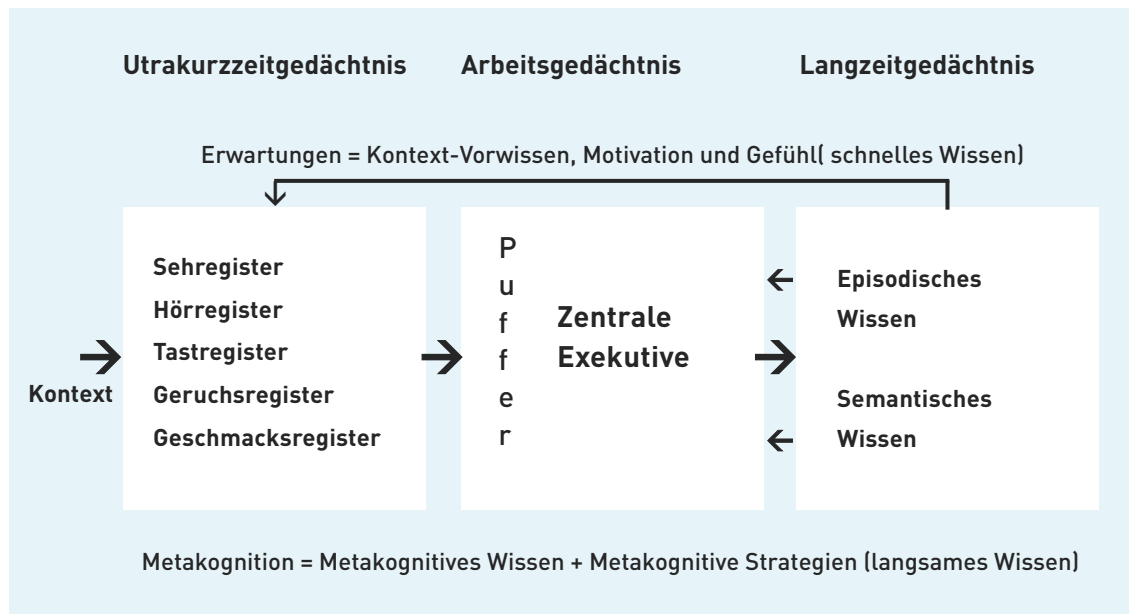 Utrakurzzeitgedächtnis Arbeitsgedächtnis Langzeitgedächtnis
Erwartungen = Kontext-Vorwissen, Motivation und Gefühl( schnelles Wissen)
Kontext
Sehregister
Hörregister
Tastregister
Geruchsregister
Geschmacksregister
P
u
f
f
e
r
Zentrale
Exekutive
Episodisches
Wissen
Semantisches
Wissen
Metakognition = Metakognitives Wissen + Metakognitive Strategien (langsames Wissen)